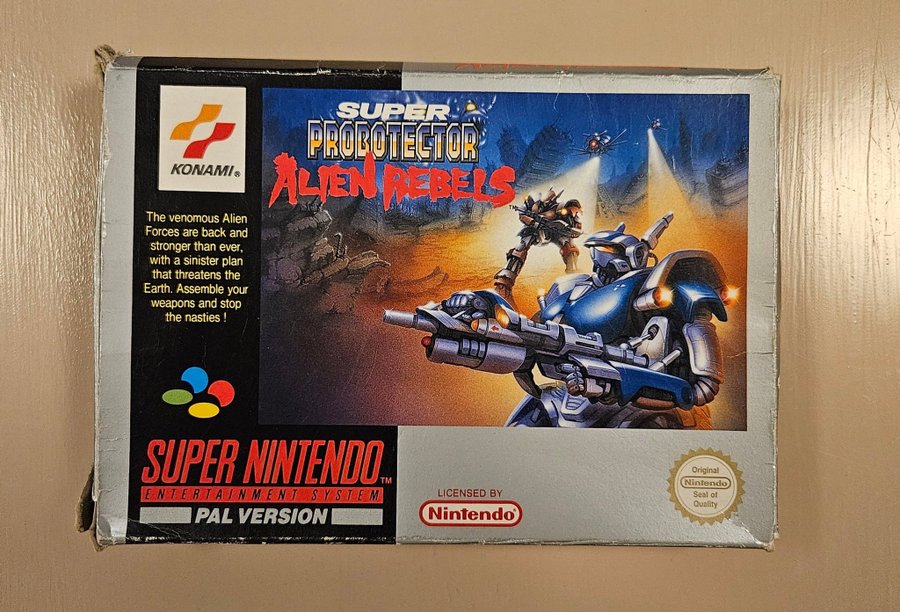 KONAMI®
SUPER
PROBOTECTOR
ALIEN REBELS™
The venomous Alien
Forces are back and
stronger than ever,
with a sinister plan
that threatens the
Earth. Assemble your
weapons and stop
the nasties !
SUPER NINTENDO™
ENTERTAINMENT SYSTEM
PAL VERSION
LICENSED BY
Nintendo®
Original
Nintendo
Seal of
Quality